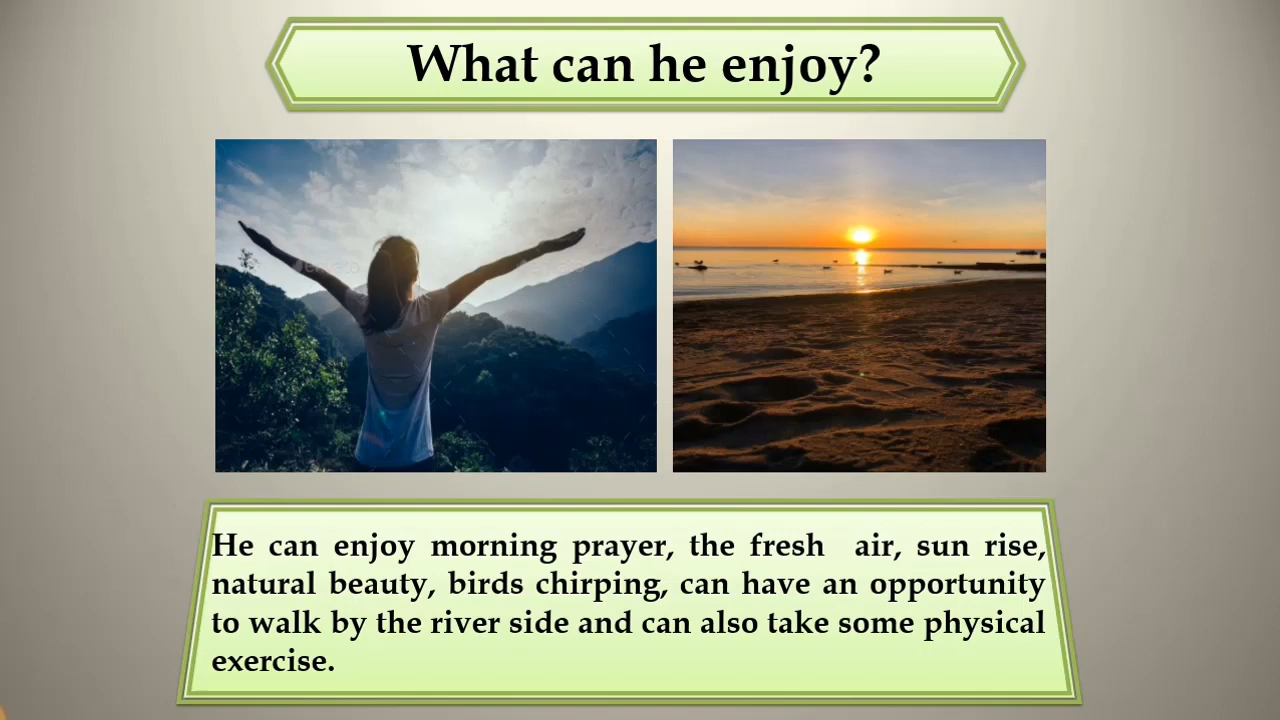 What can he enjoy?
He can enjoy morning prayer, the fresh air, sun rise,
natural beauty, birds chirping, can have an opportunity
to walk by the river side and can also take some physical
exercise.